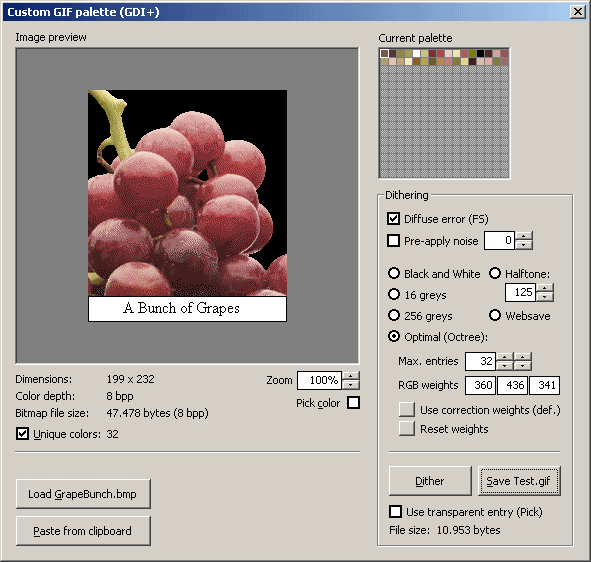 Custom GIF palette (GDI+)
Image preview
Current palette
A Bunch of Grapes
Dithering
Diffuse error (FS)
Pre-apply noise 0
Black and White Halftone:
16 greys 125
256 greys Websave
Optimal (Octree):
Max. entries 32
RGB weights 360 436 341
Use correction weights (def.)
Reset weights
Dimensions: 199 x 232 Zoom 100%
Color depth: 8 bpp
Pick color
Bitmap file size: 47.478 bytes (8 bpp)
Unique colors: 32
Load GrapeBunch.bmp
Paste from clipboard
Dither Save Test.gif
Use transparent entry (Pick)
File size: 10.953 bytes